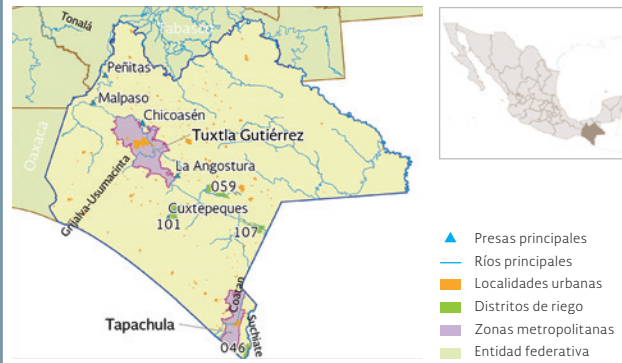 Tonalá
Tabasco
Peñitas
Malpaso
Chicoasén
Oaxaca
Tuxtla Gutiérrez
La Angostura
059
Grijalva-Usumacinta
Cuxtepeques
101
107
Coatan
Tapachula
Suchiate
046
Presas principales
Ríos principales
Localidades urbanas
Distritos de riego
Zonas metropolitanas
Entidad federativa